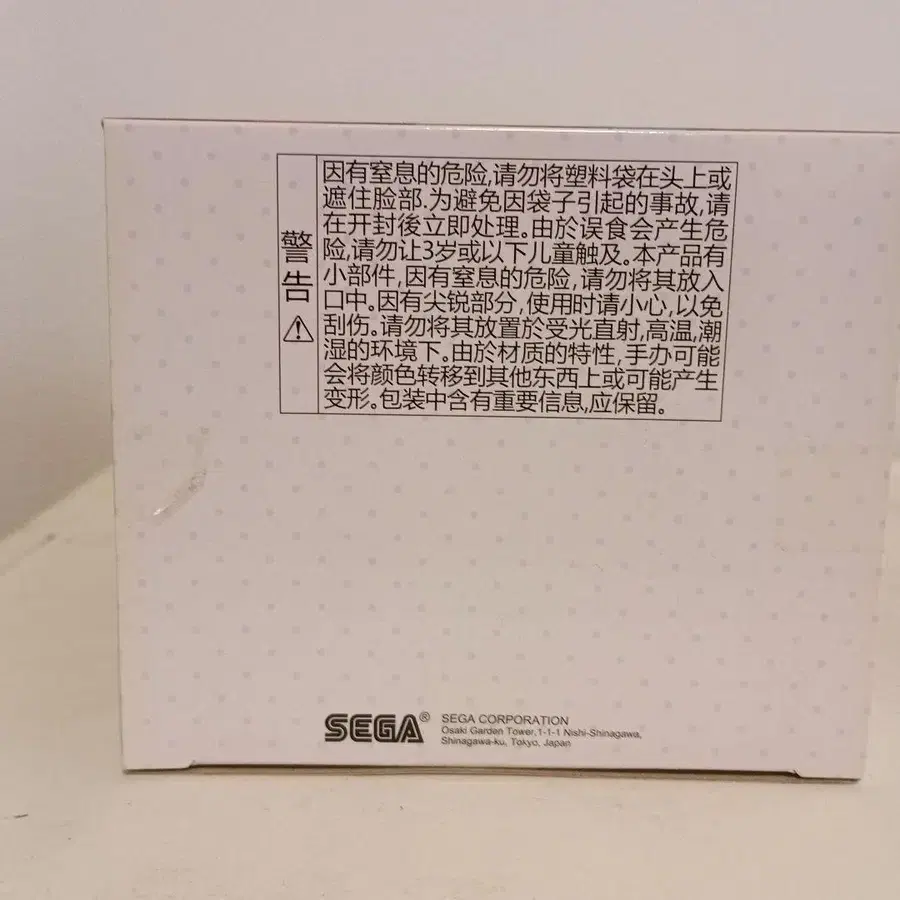 警告
因有窒息的危险,请勿将塑料袋在头上或
遮住脸部.为避免因袋子引起的事故,请
在开封後立即处理。由於误食会产生危
险,请勿让3岁或以下儿童触及。本产品有
小部件,因有窒息的危险,请勿将其放入
口中。因有尖锐部分,使用时请小心,以免
刮伤。请勿将其放置於受光直射,高温,潮
湿的环境下。由於材质的特性,手办可能
会将颜色转移到其他东西上或可能产生
变形。包装中含有重要信息,应保留。
SEGA® SEGA CORPORATION
Osaki Garden Tower,1-1-1 Nishi-Shinagawa,
Shinagawa-ku, Tokyo, Japan